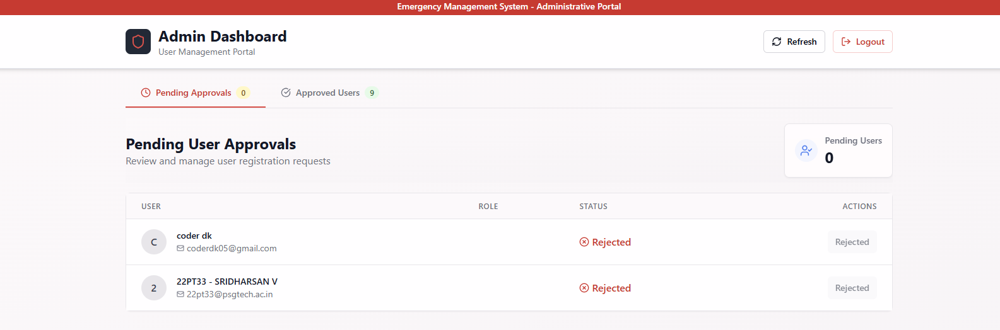 Emergency Management System - Administrative Portal
Admin Dashboard
User Management Portal
Refresh
Logout
Pending Approvals 0
Approved Users 9
Pending User Approvals
Review and manage user registration requests
Pending Users
0
USER ROLE STATUS ACTIONS
C
coder dk
coderdk05@gmail.com
Rejected
Rejected
2
22PT33 - SRIDHARSAN V
22pt33@psgtech.ac.in
Rejected
Rejected